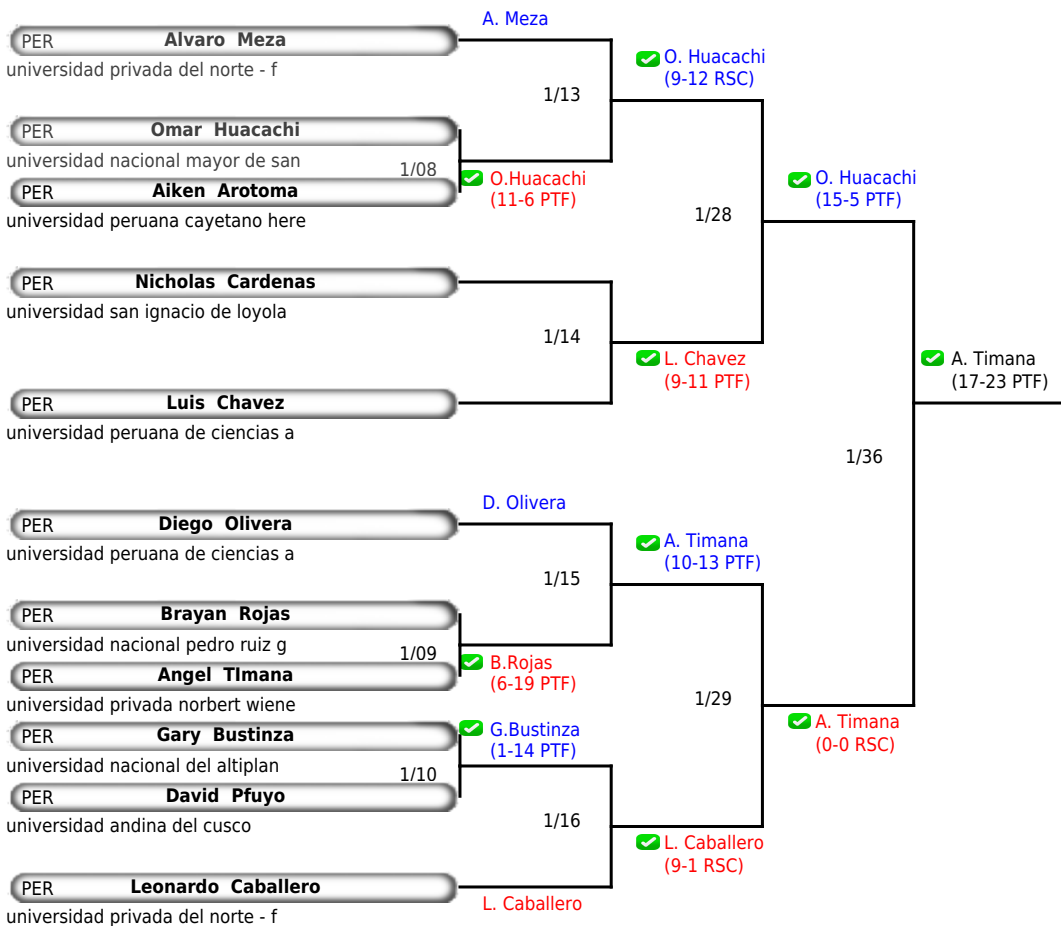 A. Meza
PER Alvaro Meza
universidad privada del norte - f
O. Huacachi
(9-12 RSC)
1/13
PER Omar Huacachi
universidad nacional mayor de san
1/08
O.Huacachi
(11-6 PTF)
O. Huacachi
(15-5 PTF)
PER Aiken Arotoma
universidad peruana cayetano here
1/28
PER Nicholas Cardenas
universidad san ignacio de loyola
1/14
L. Chavez
(9-11 PTF)
A. Timana
(17-23 PTF)
PER Luis Chavez
universidad peruana de ciencias a
1/36
D. Olivera
PER Diego Olivera
universidad peruana de ciencias a
A. Timana
(10-13 PTF)
1/15
PER Brayan Rojas
universidad nacional pedro ruiz g
1/09
B.Rojas
(6-19 PTF)
PER Angel TImana
universidad privada norbert wiene
1/29
G.Bustinza
(1-14 PTF)
A. Timana
(0-0 RSC)
PER Gary Bustinza
universidad nacional del altiplan
1/10
PER David Pfuyo
universidad andina del cusco
1/16
L. Caballero
(9-1 RSC)
PER Leonardo Caballero
universidad privada del norte - f
L. Caballero